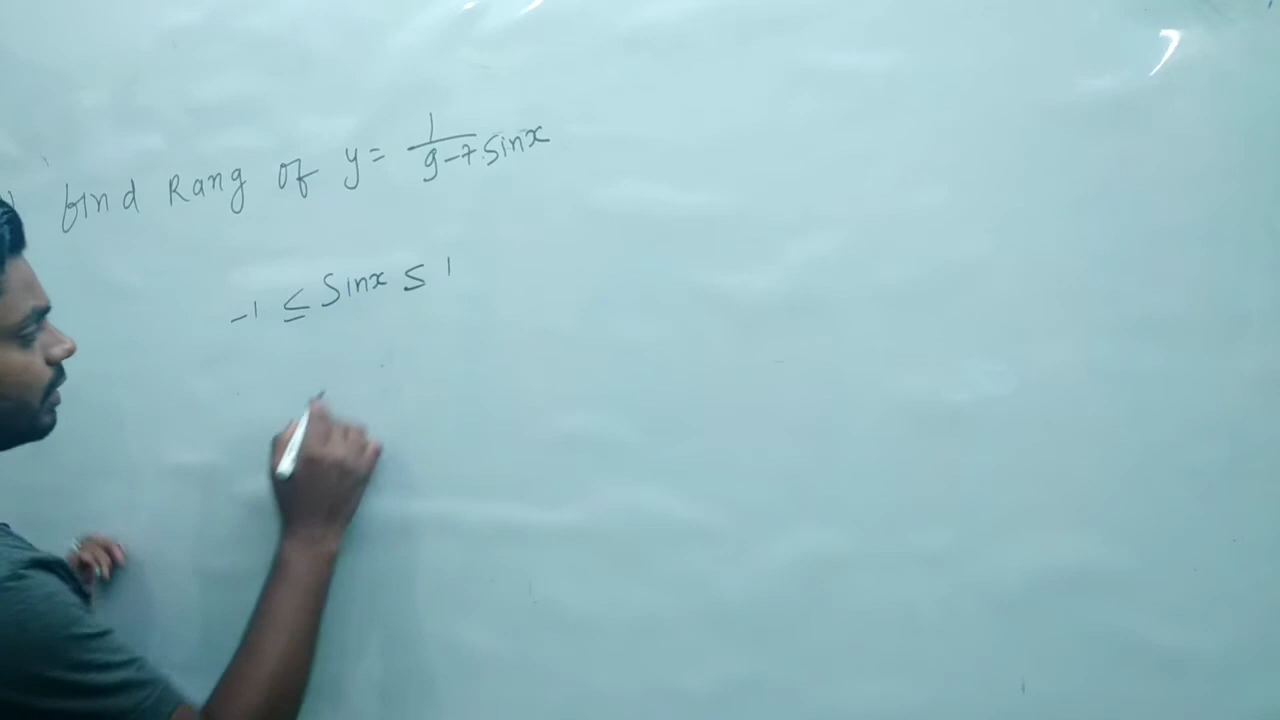 find Rang of y= 1/9-7.Sinx
-1 ≤ Sinx ≤ 1